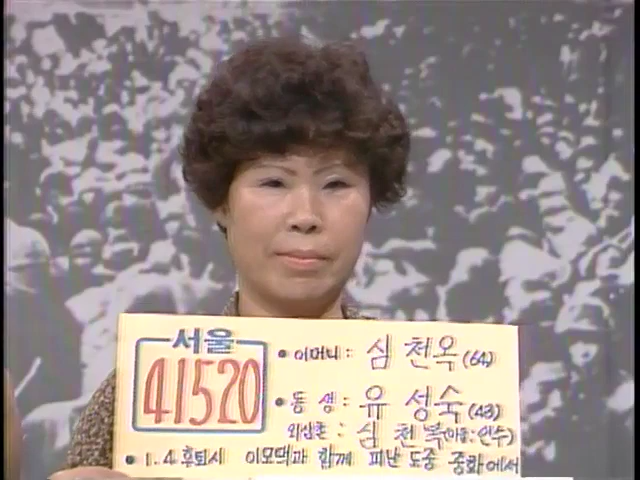 서울
41520
• 어머니 : 심천옥 (64)
• 동 생 : 유성숙 (43)
외삼촌 : 심천복 (아명:인수)
• 1.4 후퇴시 이모댁과 함께 피난 도중 중화에서